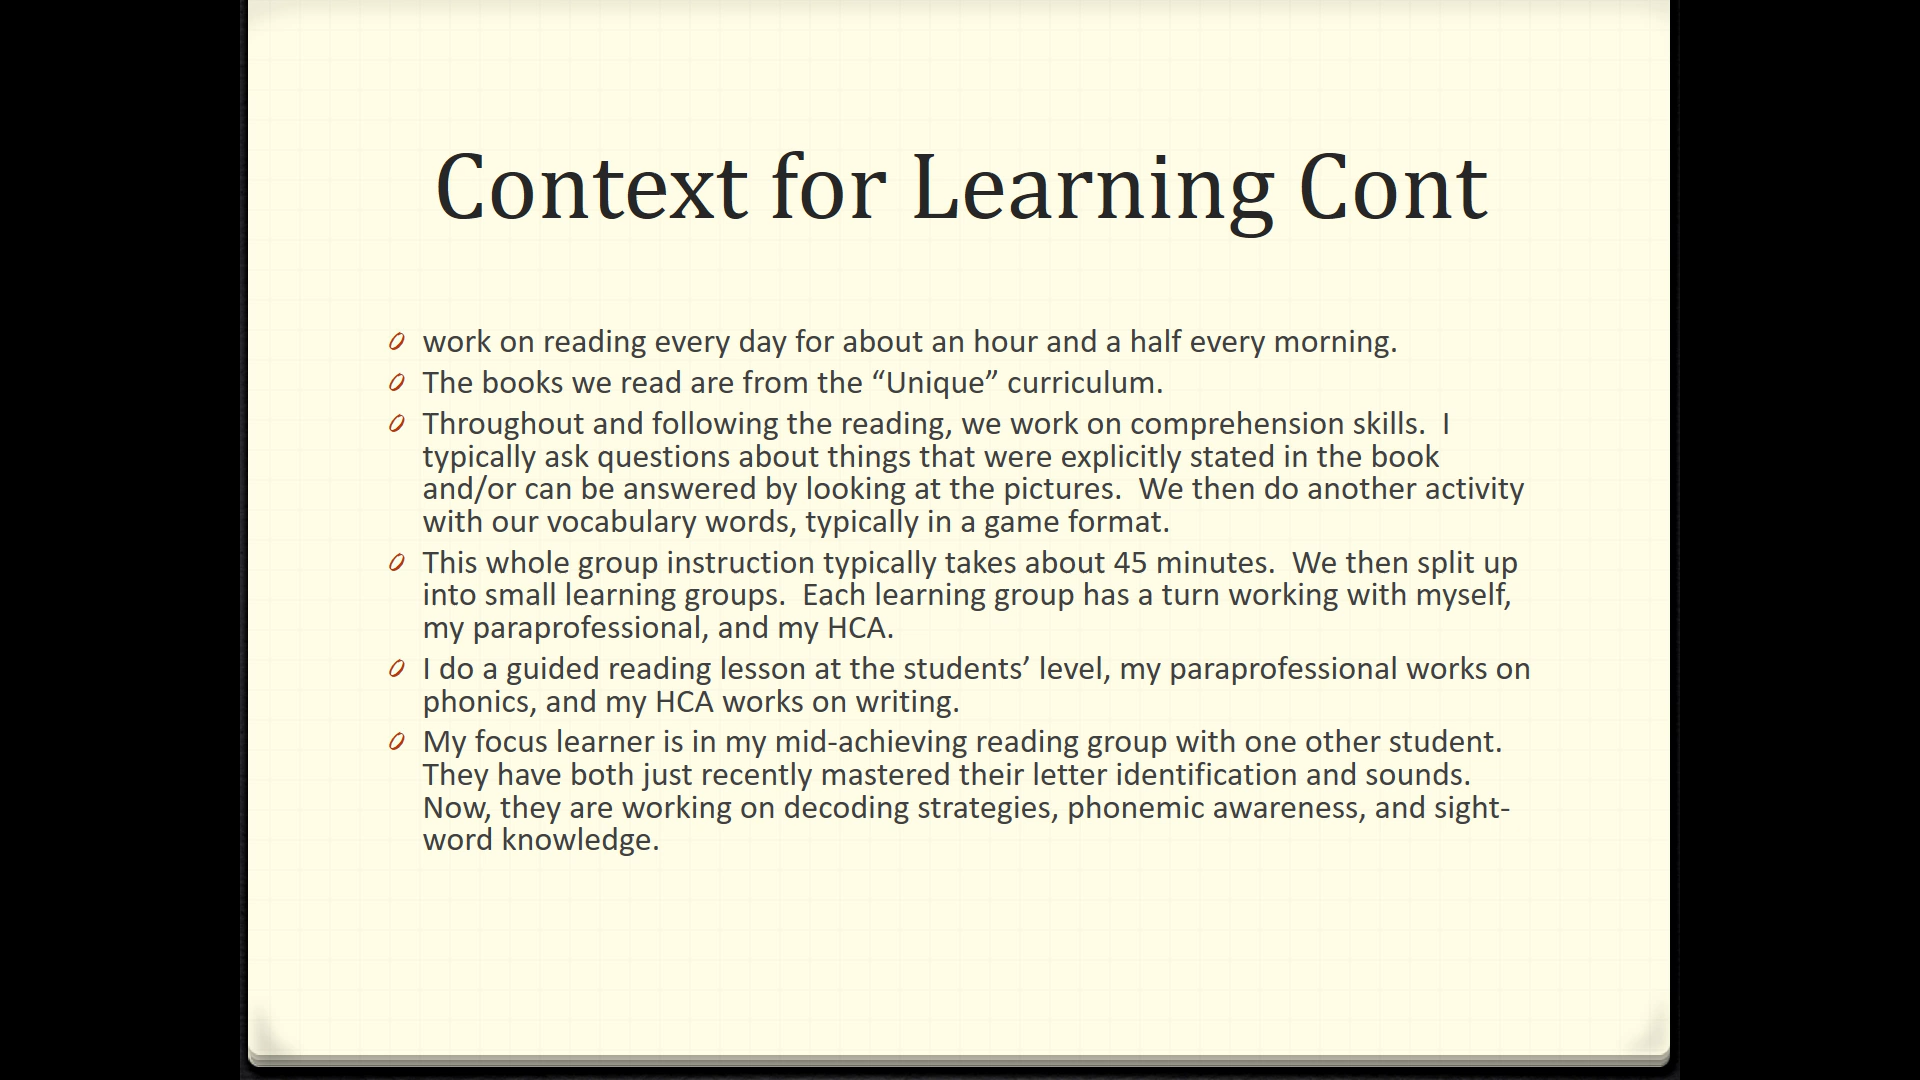 Context for Learning Cont
work on reading every day for about an hour and a half every morning.
The books we read are from the “Unique” curriculum.
Throughout and following the reading, we work on comprehension skills.  I
typically ask questions about things that were explicitly stated in the book
and/or can be answered by looking at the pictures.  We then do another activity
with our vocabulary words, typically in a game format.
This whole group instruction typically takes about 45 minutes.  We then split up
into small learning groups.  Each learning group has a turn working with myself,
my paraprofessional, and my HCA.
I do a guided reading lesson at the students’ level, my paraprofessional works on
phonics, and my HCA works on writing.
My focus learner is in my mid-achieving reading group with one other student.
They have both just recently mastered their letter identification and sounds.
Now, they are working on decoding strategies, phonemic awareness, and sight-
word knowledge.